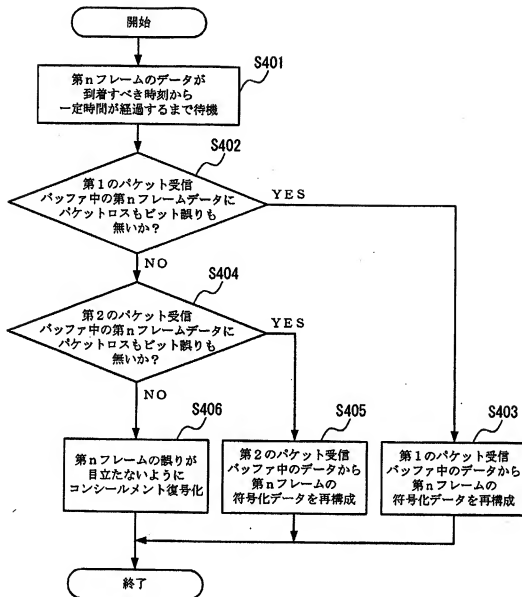 開始
S401
第nフレームのデータが
到着すべき時刻から
一定時間が経過するまで待機
S402
第1のパケット受信
バッファ中の第nフレームデータに
パケットロスもビット誤りも
無いか?
YES
NO
S404
第2のパケット受信
バッファ中の第nフレームデータに
パケットロスもビット誤りも
無いか?
YES
NO
S406
第nフレームの誤りが
目立たないように
コンシールメント復号化
S405
第2のパケット受信
バッファ中のデータから
第nフレームの
符号化データを再構成
S403
第1のパケット受信
バッファ中のデータから
第nフレームの
符号化データを再構成
終了